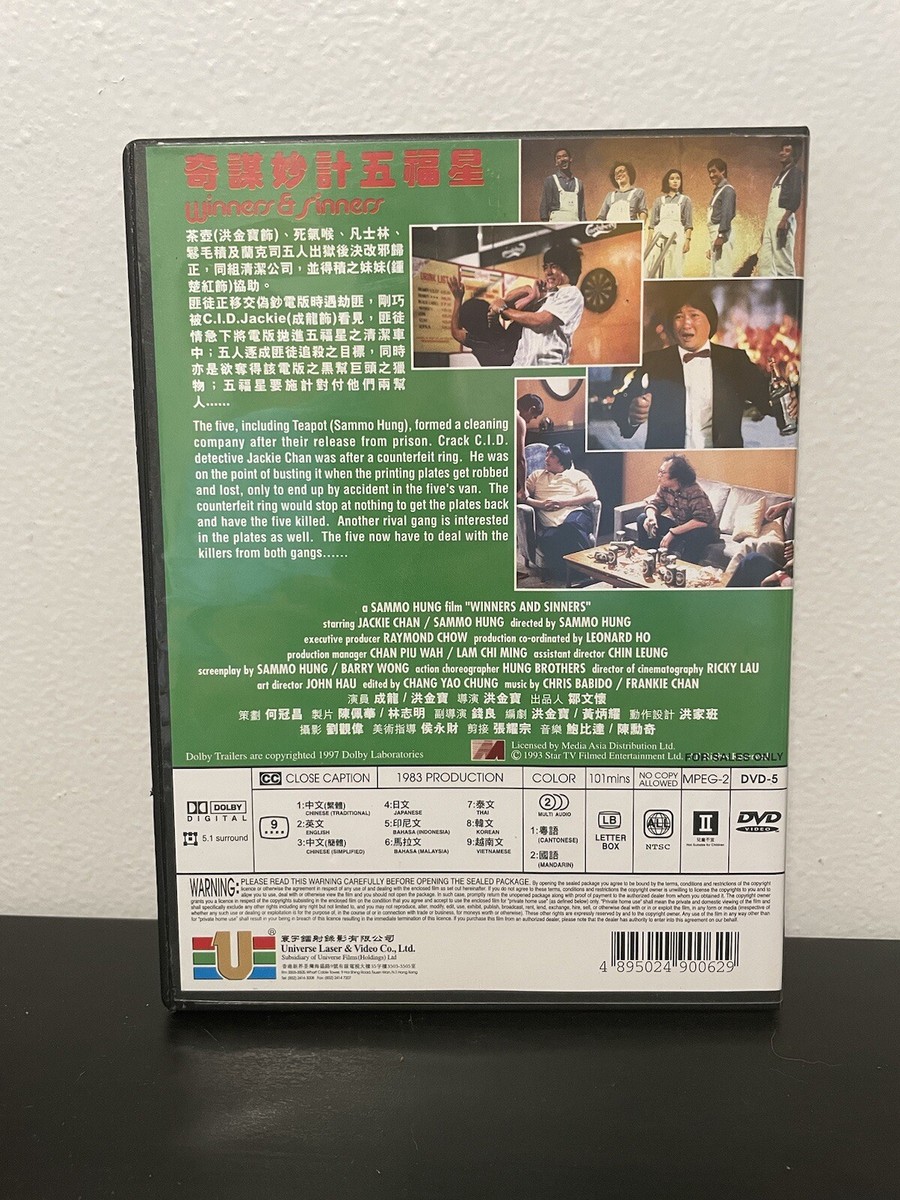 奇謀妙計五福星
Winners & Sinners
茶壺(洪金寶飾)、死氣喉、凡士林、
鬈毛積及蘭克司五人出獄後決改邪歸
正，同組清潔公司，並得積之妹妹(鍾
楚紅飾)協助。
匪徒正移交偽鈔電版時遇劫匪，剛巧
被C.I.D.Jackie(成龍飾)看見，匪徒
情急下將電版拋進五福星之清潔車
中；五人逐成匪徒追殺之目標，同時
亦是欲奪得該電版之黑幫巨頭之獵
物；五福星要施計對付他們兩幫
人......
The five, including Teapot (Sammo Hung), formed a cleaning
company after their release from prison. Crack C.I.D.
detective Jackie Chan was after a counterfeit ring. He was
on the point of busting it when the printing plates get robbed
and lost, only to end up by accident in the five's van. The
counterfeit ring would stop at nothing to get the plates back
and have the five killed. Another rival gang is interested
in the plates as well. The five now have to deal with the
killers from both gangs......
a SAMMO HUNG film "WINNERS AND SINNERS"
starring JACKIE CHAN / SAMMO HUNG directed by SAMMO HUNG
executive producer RAYMOND CHOW production co-ordinated by LEONARD HO
production manager CHAN PIU WAH / LAM CHI MING assistant director CHIN LEUNG
screenplay by SAMMO HUNG / BARRY WONG action choreographer HUNG BROTHERS director of cinematography RICKY LAU
art director JOHN HAU edited by CHANG YAO CHUNG music by CHRIS BABIDO / FRANKIE CHAN
演員 成龍 / 洪金寶 導演 洪金寶 出品人 鄒文懷
策劃 何冠昌 製片 陳佩華 / 林志明 副導演 錢良 編劇 洪金寶 / 黃炳耀 動作設計 洪家班
攝影 劉觀偉 美術指導 侯永財 剪接 張耀宗 音樂 鮑比達 / 陳勳奇
Dolby Trailers are copyrighted 1997 Dolby Laboratories
Licensed by Media Asia Distribution Ltd.
© 1993 Star TV Filmed Entertainment Ltd.
FOR SALES ONLY
CC CLOSE CAPTION 1983 PRODUCTION COLOR 101mins NO COPY ALLOWED MPEG-2 DVD-5
DOLBY
DIGITAL
5.1 surround
9
1:中文(繁體) 4:日文 7:泰文
CHINESE (TRADITIONAL) JAPANESE THAI
2:英文 5:印尼文 8:韓文
ENGLISH BAHASA (INDONESIA) KOREAN
3:中文(簡體) 6:馬拉文 9:越南文
CHINESE (SIMPLIFIED) BAHASA (MALAYSIA) VIETNAMESE
2
MULTI AUDIO
1:粵語
(CANTONESE)
2:國語
(MANDARIN)
LB
LETTER
BOX
ALL
NTSC
II
兒童不宜
Not Suitable for Children
DVD
VIDEO
WARNING: PLEASE READ THIS WARNING CAREFULLY BEFORE OPENING THE SEALED PACKAGE.
U
®
寰宇鐳射錄影有限公司
Universe Laser & Video Co., Ltd.
Subsidiary of Universe Films(Holdings) Ltd
4 895024 900629